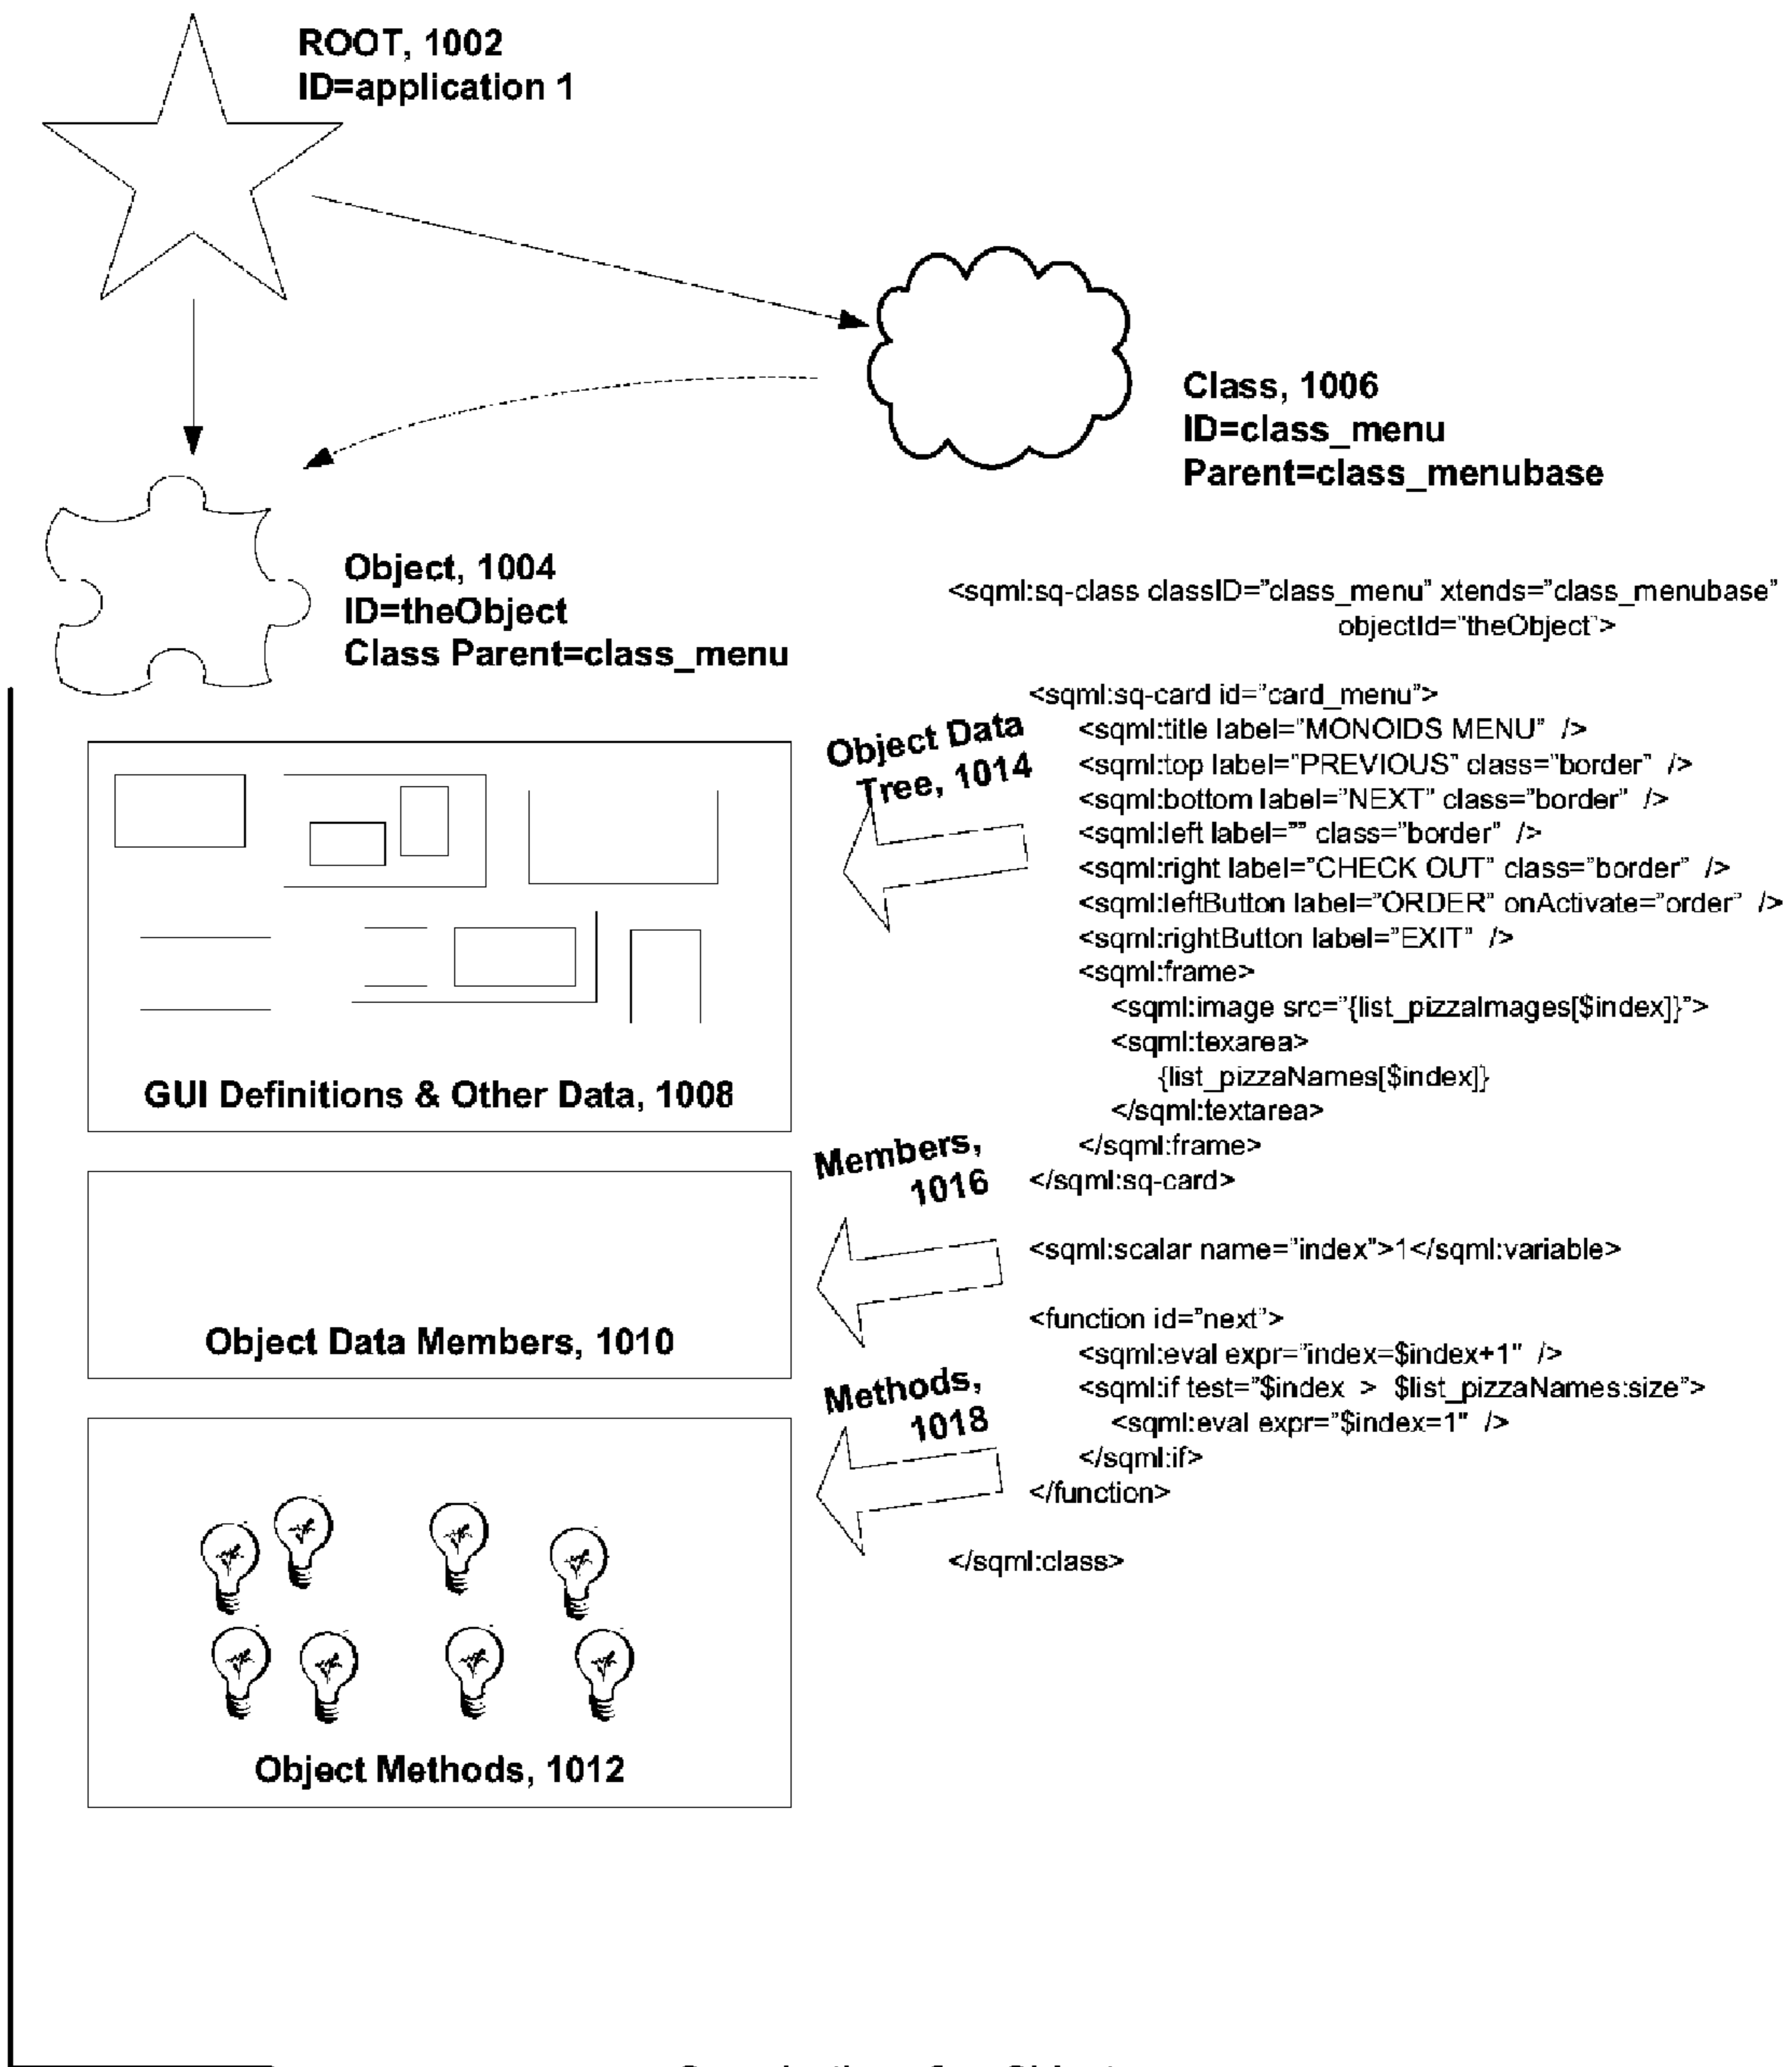 ROOT, 1002
ID=application 1
Class, 1006
ID=class_menu
Parent=class_menubase
Object, 1004
ID=theObject
Class Parent=class_menu
<sqml:sq-class classID="class_menu" xtends="class_menubase"
objectId="theObject">
Object Data
Tree, 1014
<sqml:sq-card id="card_menu">
<sqml:title label="MONOIDS MENU" />
<sqml:top label="PREVIOUS" class="border" />
<sqml:bottom label="NEXT" class="border" />
<sqml:left label="" class="border" />
<sqml:right label="CHECK OUT" class="border" />
<sqml:leftButton label="ORDER" onActivate="order" />
<sqml:rightButton label="EXIT" />
<sqml:frame>
<sqml:image src="{list_pizzaImages[$index]}">
<sqml:texarea>
{list_pizzaNames[$index]}
</sqml:textarea>
</sqml:frame>
</sqml:sq-card>
GUI Definitions & Other Data, 1008
Members,
1016
<sqml:scalar name="index">1</sqml:variable>
Object Data Members, 1010
Methods,
1018
<function id="next">
<sqml:eval expr="index=$index+1" />
<sqml:if test="$index > $list_pizzaNames:size">
<sqml:eval expr="$index=1" />
</sqml:if>
</function>
</sqml:class>
Object Methods, 1012